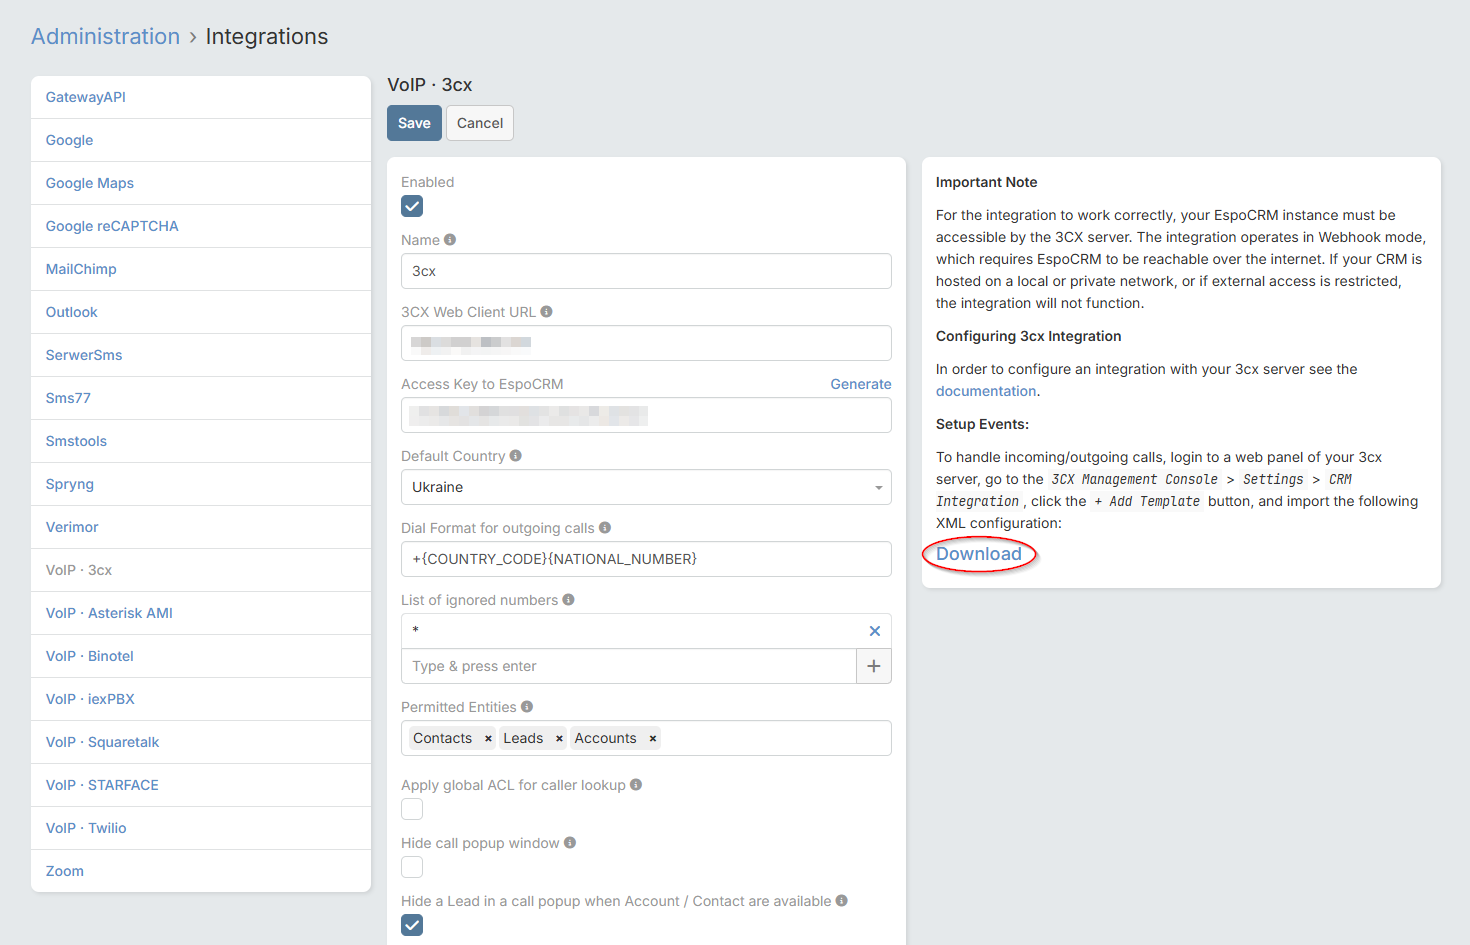 Administration › Integrations
GatewayAPI
Google
Google Maps
Google reCAPTCHA
MailChimp
Outlook
SerwerSms
Sms77
Smstools
Spryng
Verimor
VoIP · 3cx
VoIP · Asterisk AMI
VoIP · Binotel
VoIP · iexPBX
VoIP · Squaretalk
VoIP · STARFACE
VoIP · Twilio
Zoom
VoIP · 3cx
Save Cancel
Enabled
Name
3cx
3CX Web Client URL
Access Key to EspoCRM Generate
Default Country
Ukraine
Dial Format for outgoing calls
+{COUNTRY_CODE}{NATIONAL_NUMBER}
List of ignored numbers
*
Type & press enter
Permitted Entities
Contacts × Leads × Accounts ×
Apply global ACL for caller lookup
Hide call popup window
Hide a Lead in a call popup when Account / Contact are available
Important Note
For the integration to work correctly, your EspoCRM instance must be
accessible by the 3CX server. The integration operates in Webhook mode,
which requires EspoCRM to be reachable over the internet. If your CRM is
hosted on a local or private network, or if external access is restricted,
the integration will not function.
Configuring 3cx Integration
In order to configure an integration with your 3cx server see the
documentation.
Setup Events:
To handle incoming/outgoing calls, login to a web panel of your 3cx
server, go to the 3CX Management Console > Settings > CRM
Integration , click the + Add Template button, and import the following
XML configuration:
Download